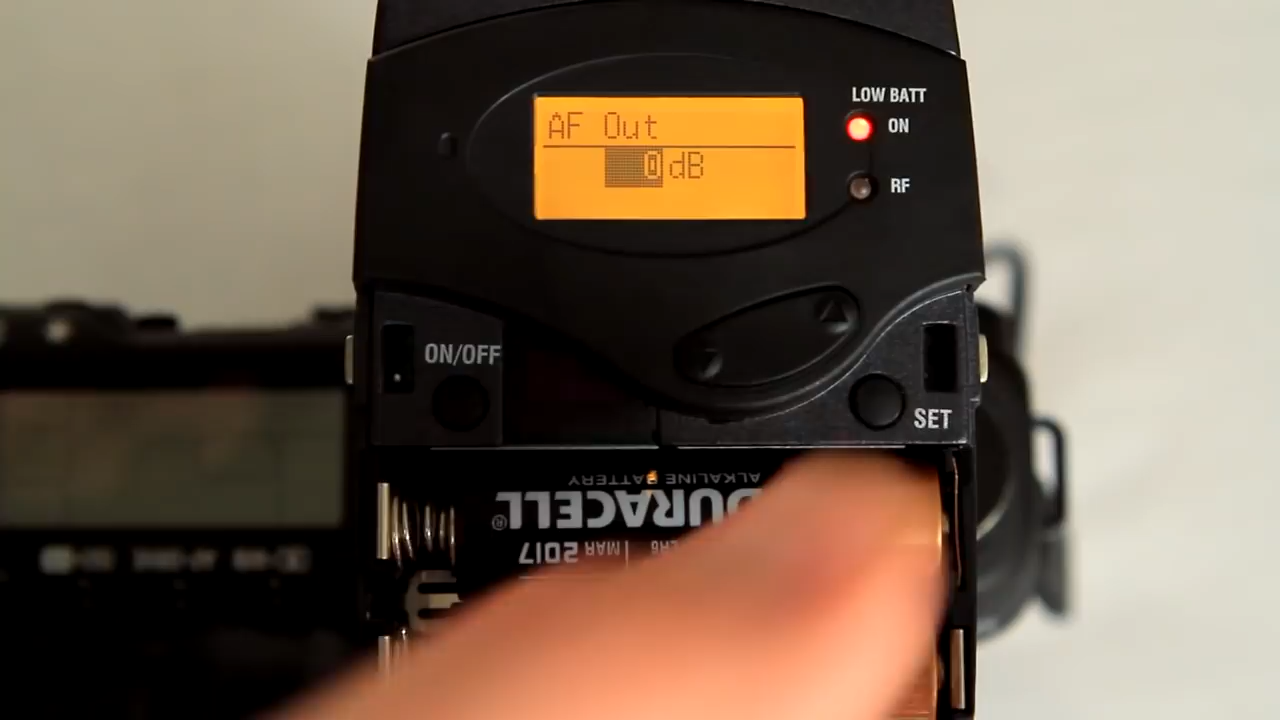 AF Out
0 dB
LOW BATT
ON
RF
ON/OFF
SET
ALKALINE BATTERY
DURACELL®
MAR 2017